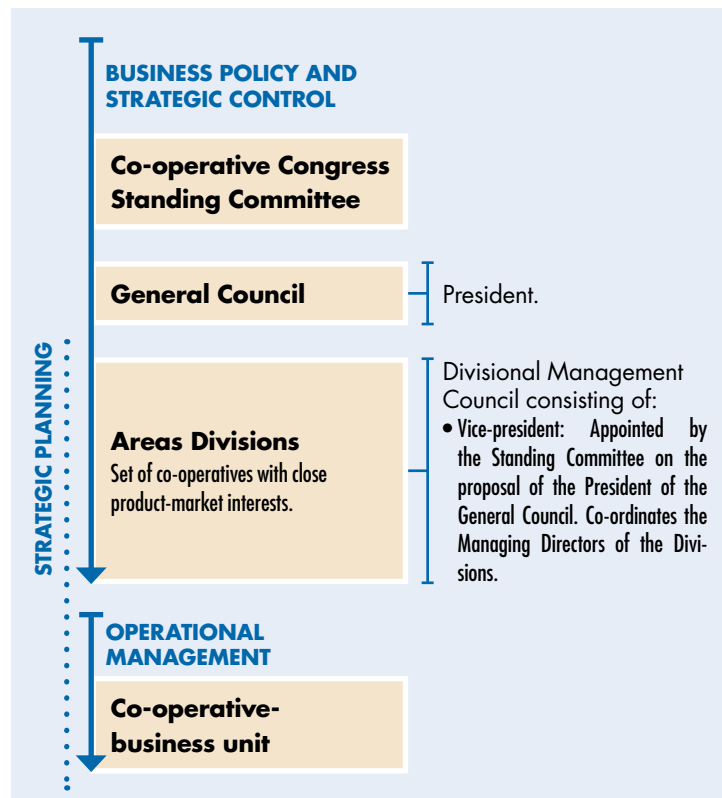 BUSINESS POLICY AND
STRATEGIC CONTROL
Co-operative Congress
Standing Committee
General Council
President.
STRATEGIC PLANNING
Areas Divisions
Set of co-operatives with close
product-market interests.
Divisional Management
Council consisting of:
• Vice-president: Appointed by
the Standing Committee on the
proposal of the President of the
General Council. Co-ordinates the
Managing Directors of the Divi-
sions.
OPERATIONAL
MANAGEMENT
Co-operative-
business unit